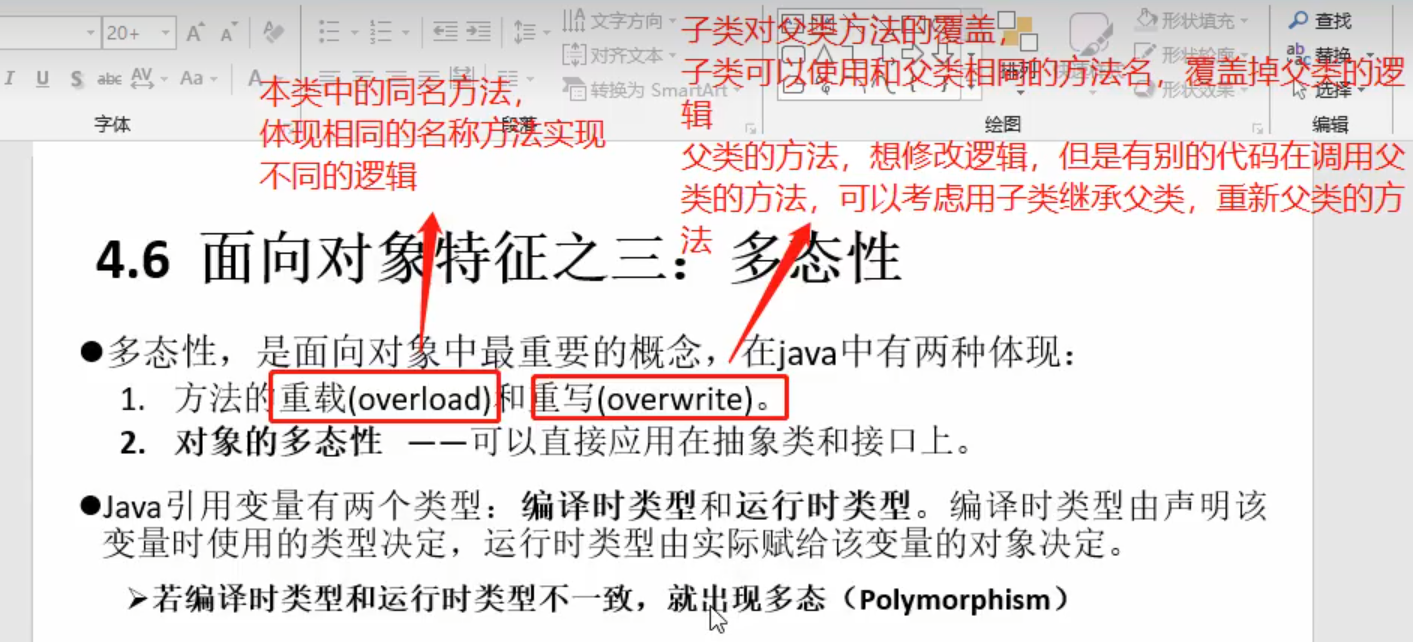 20+
A A
文字方向
对齐文本
转换为 SmartArt
I U S abc AV Aa A
字体
段落
形状填充
形状轮廓
形状效果
排列
绘图
查找
替换
选择
编辑
本类中的同名方法，
体现相同的名称方法实现
不同的逻辑
子类对父类方法的覆盖，
子类可以使用和父类相同的方法名，覆盖掉父类的逻
辑
父类的方法，想修改逻辑，但是有别的代码在调用父
类的方法，可以考虑用子类继承父类，重新父类的方
法
4.6 面向对象特征之三：多态性
●多态性，是面向对象中最重要的概念，在java中有两种体现：
1. 方法的重载(overload)和重写(overwrite)。
2. 对象的多态性 ——可以直接应用在抽象类和接口上。
●Java引用变量有两个类型：编译时类型和运行时类型。编译时类型由声明该
变量时使用的类型决定，运行时类型由实际赋给该变量的对象决定。
➢若编译时类型和运行时类型不一致，就出现多态（Polymorphism）